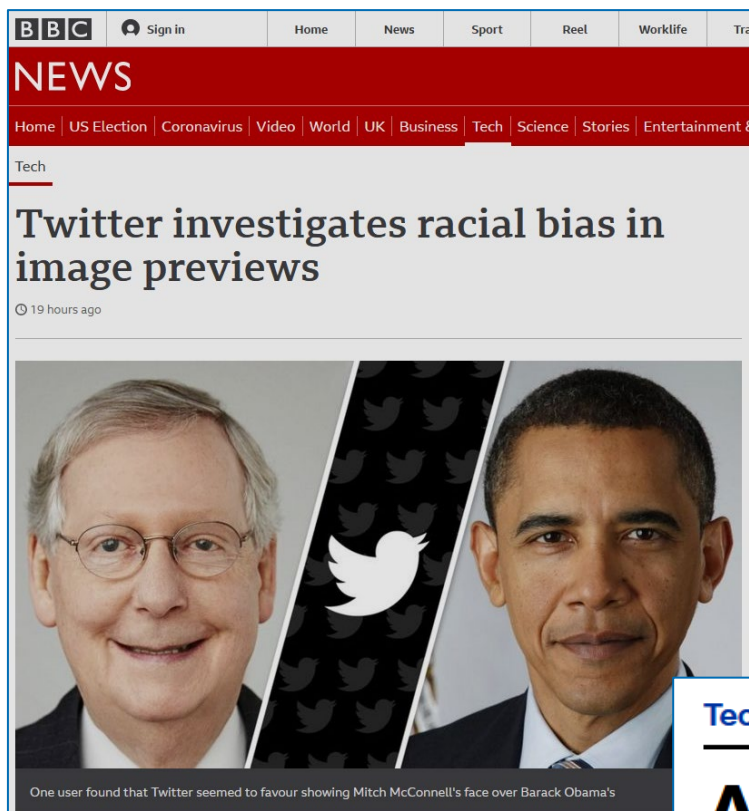 BBC Sign in Home News Sport Reel Worklife
NEWS
Home US Election Coronavirus Video World UK Business Tech Science Stories Entertainment &
Tech
Twitter investigates racial bias in
image previews
19 hours ago
One user found that Twitter seemed to favour showing Mitch McConnell's face over Barack Obama's